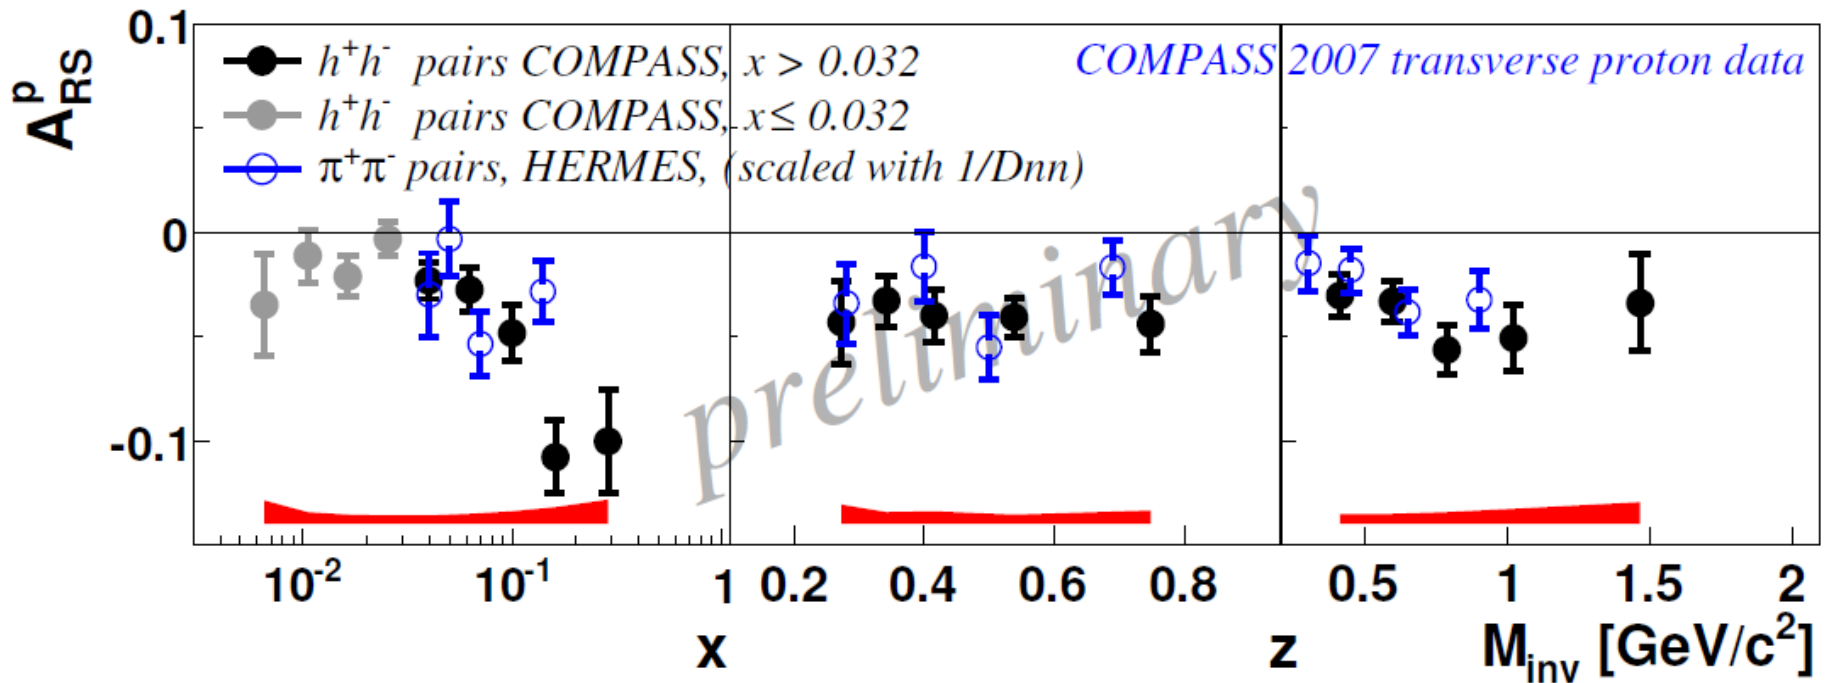 0.1
h⁺h⁻ pairs COMPASS, x > 0.032
COMPASS 2007 transverse proton data
h⁺h⁻ pairs COMPASS, x ≤ 0.032
π⁺π⁻ pairs, HERMES, (scaled with 1/Dnn)
A^p_RS
0
-0.1
preliminary
10⁻² 10⁻¹ 1 0.2 0.4 0.6 0.8 0.5 1 1.5 2
x z M_inv [GeV/c²]